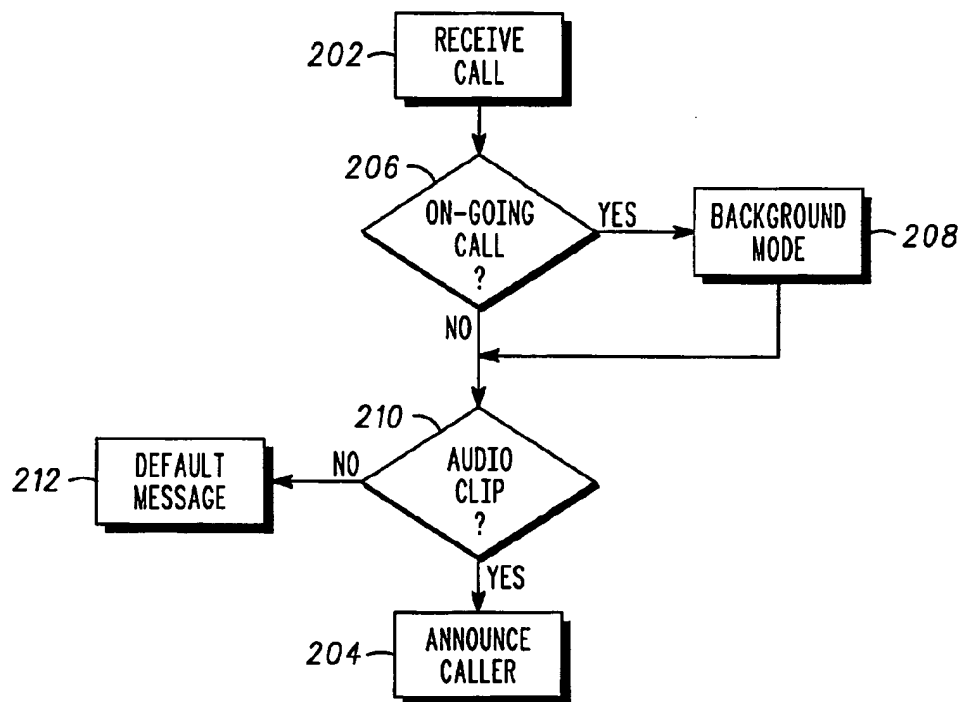 RECEIVE
CALL
202
206
ON-GOING
CALL
?
YES
BACKGROUND
MODE
208
NO
210
AUDIO
CLIP
?
NO
DEFAULT
MESSAGE
212
YES
ANNOUNCE
CALLER
204